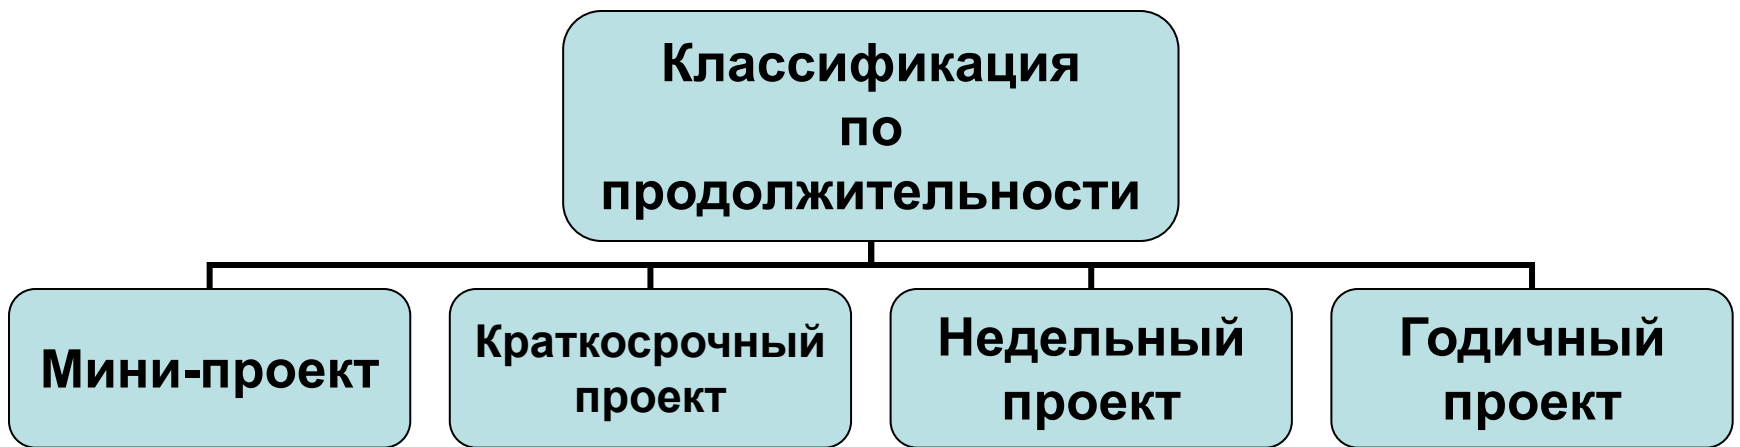 Классификация
по
продолжительности
Мини-проект
Краткосрочный
проект
Недельный
проект
Годичный
проект